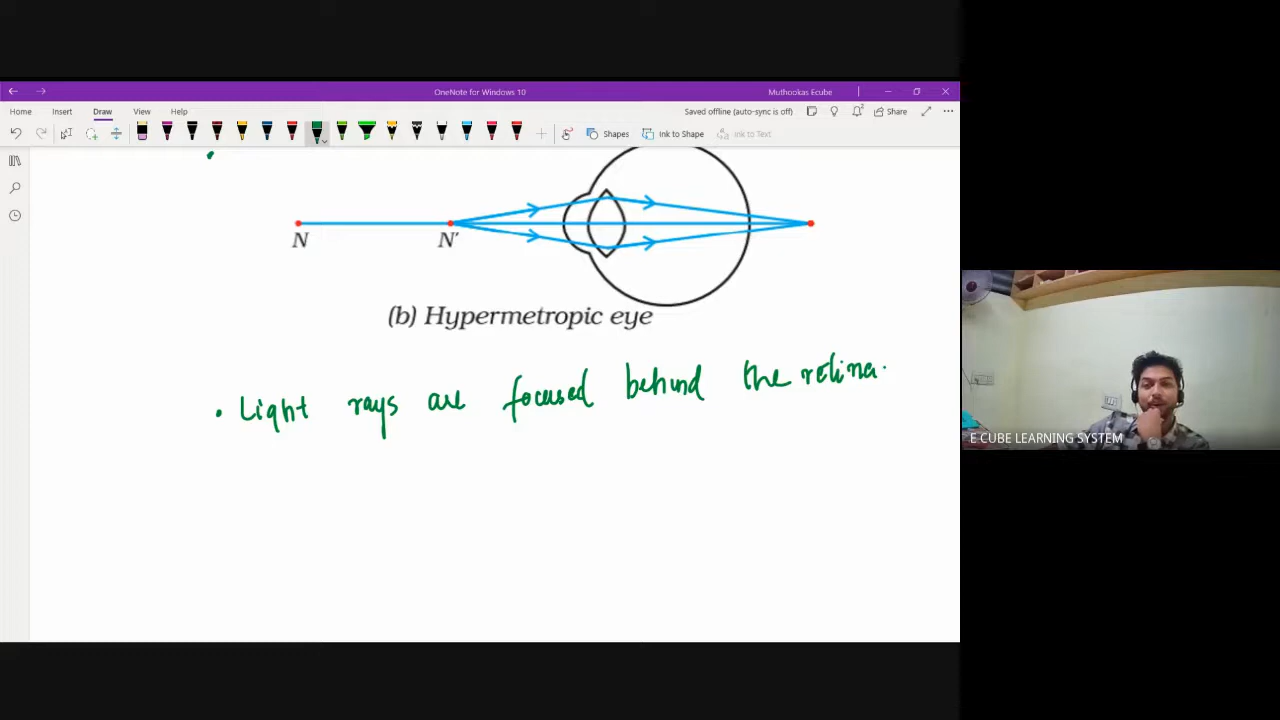 OneNote for Windows 10
Muthookas Ecube
Home Insert Draw View Help
Saved offline (auto-sync is off)
Share
Shapes
Ink to Shape
Ink to Text
N
N'
(b) Hypermetropic eye
• Light rays are focused behind the retina.
E CUBE LEARNING SYSTEM